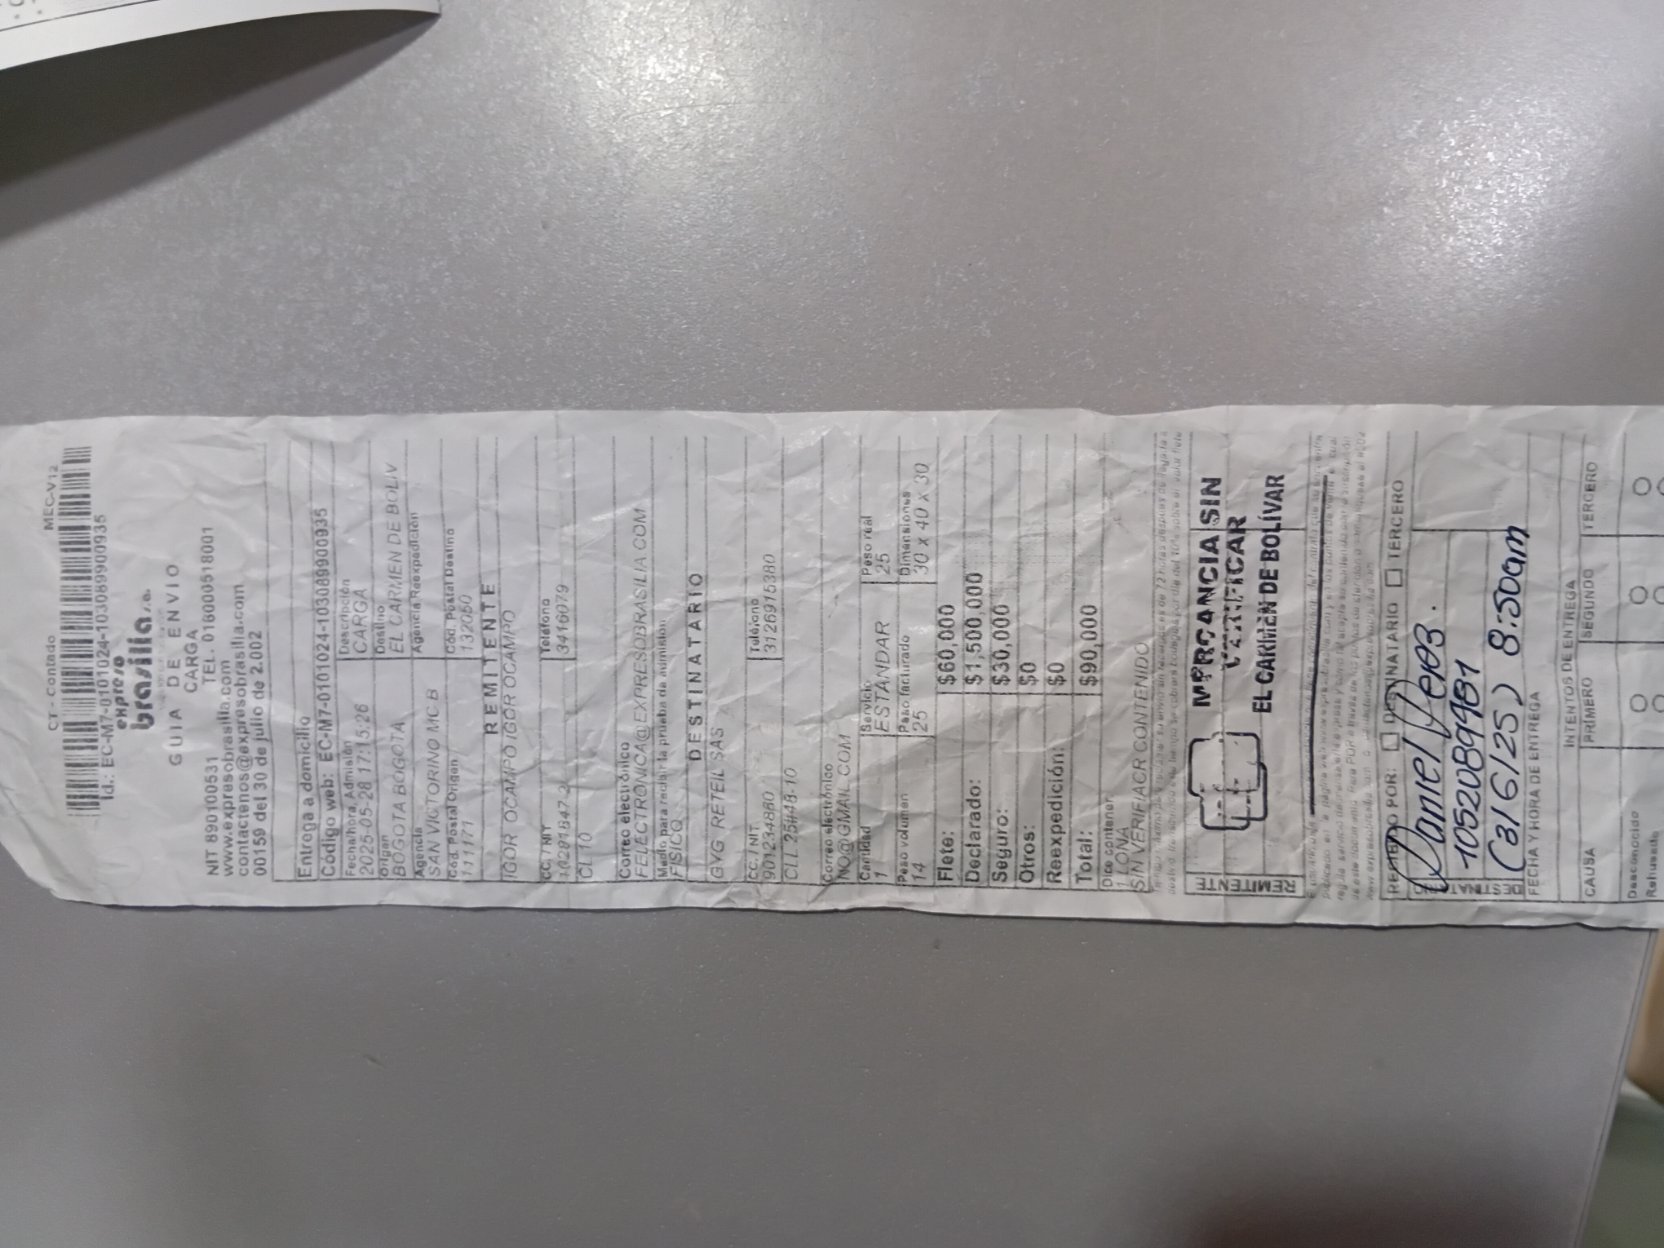 CT - Contado MEC-V12
Id.: EC-M7-0101024-1030899900935
expreso
brasilia s.a.
GUIA DE ENVIO
CARGA
NIT 890100531 TEL. 018000518001
www.expresobrasilia.com
contactenos@expresobrasilia.com
00159 del 30 de julio de 2.002
Entrega a domicilio
Código web: EC-M7-0101024-1030899900935
Fecha/hora Admisión Descripción
2025-05-28 17:15:26 CARGA
Origen Destino
BOGOTA BOGOTA EL CARMEN DE BOLIV
Agencia Agencia Reexpedición
SAN VICTORINO MC B
Cód. Postal Origen Cód. Postal Destino
111171 132050
REMITENTE
IGOR OCAMPO IGOR OCAMPO
CC. / NIT Teléfono
3416079
CL 10
Correo electrónico
FELECTRONICA@EXPRESOBRASILIA.COM
Medio para recibir la prueba de admisión
FISICO
DESTINATARIO
GVG RETEIL SAS
CC. / NIT Teléfono
901234880 3126915380
CLL 25#48-10
Correo electrónico
NO@GMAIL.COM
Cantidad Servicio Peso real
1 ESTANDAR 25
Peso volumen Peso facturado Dimensiones
14 25 30 x 40 x 30
Flete: $60,000
Declarado: $1,500,000
Seguro: $30,000
Otros: $0
Reexpedición: $0
Total: $90,000
Dice contener
1 LONA
SIN VERIFIACR CONTENIDO
REMITENTE
MERCANCIA SIN
VERIFICAR
EL CARMEN DE BOLÍVAR
RECIBIDO POR: DESTINATARIO TERCERO
Daniel Perez.
1052089981
(3/6/25) 8:50am
FECHA Y HORA DE ENTREGA
INTENTOS DE ENTREGA
CAUSA PRIMERO SEGUNDO TERCERO
Desconocido
Rehusado